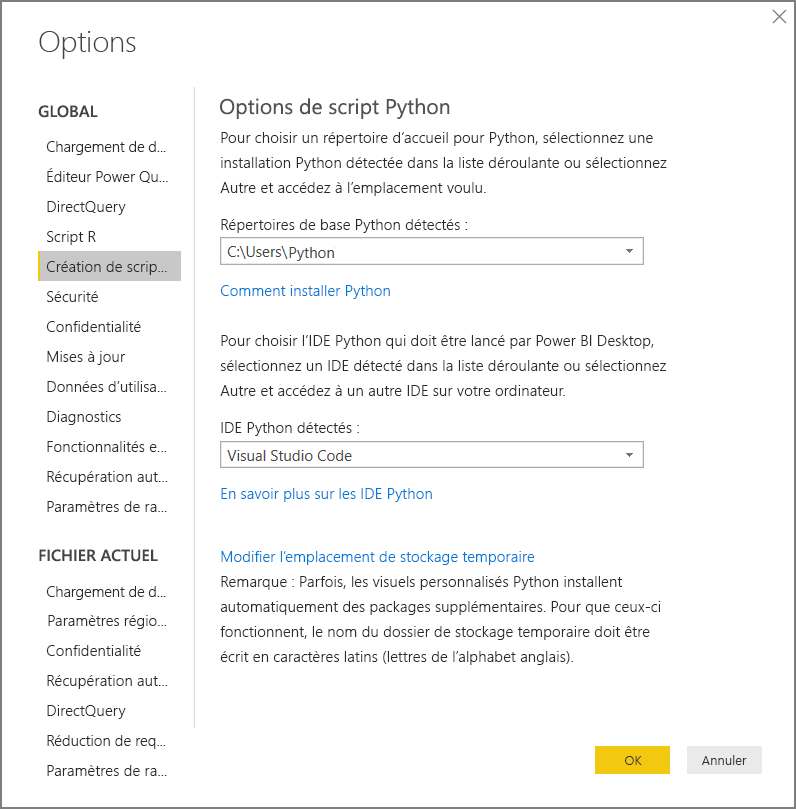 Options
GLOBAL
Chargement de d...
Éditeur Power Qu...
DirectQuery
Script R
Création de scrip...
Sécurité
Confidentialité
Mises à jour
Données d’utilisa...
Diagnostics
Fonctionnalités e...
Récupération aut...
Paramètres de ra...
FICHIER ACTUEL
Chargement de d...
Paramètres régio...
Confidentialité
Récupération aut...
DirectQuery
Réduction de req...
Paramètres de ra...
Options de script Python
Pour choisir un répertoire d’accueil pour Python, sélectionnez une
installation Python détectée dans la liste déroulante ou sélectionnez
Autre et accédez à l’emplacement voulu.
Répertoires de base Python détectés :
C:\Users\Python
Comment installer Python
Pour choisir l’IDE Python qui doit être lancé par Power BI Desktop,
sélectionnez un IDE détecté dans la liste déroulante ou sélectionnez
Autre et accédez à un autre IDE sur votre ordinateur.
IDE Python détectés :
Visual Studio Code
En savoir plus sur les IDE Python
Modifier l’emplacement de stockage temporaire
Remarque : Parfois, les visuels personnalisés Python installent
automatiquement des packages supplémentaires. Pour que ceux-ci
fonctionnent, le nom du dossier de stockage temporaire doit être
écrit en caractères latins (lettres de l’alphabet anglais).
OK
Annuler